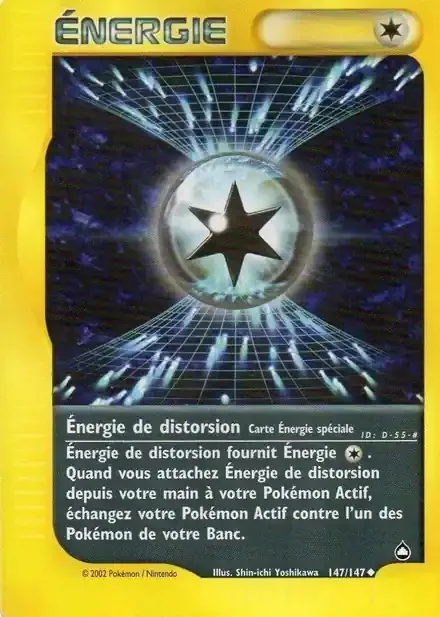 ÉNERGIE
Énergie de distorsion Carte Énergie spéciale
ID: D-55-#
Énergie de distorsion fournit Énergie .
Quand vous attachez Énergie de distorsion
depuis votre main à votre Pokémon Actif,
échangez votre Pokémon Actif contre l'un des
Pokémon de votre Banc.
© 2002 Pokémon / Nintendo Illus. Shin-ichi Yoshikawa 147/147